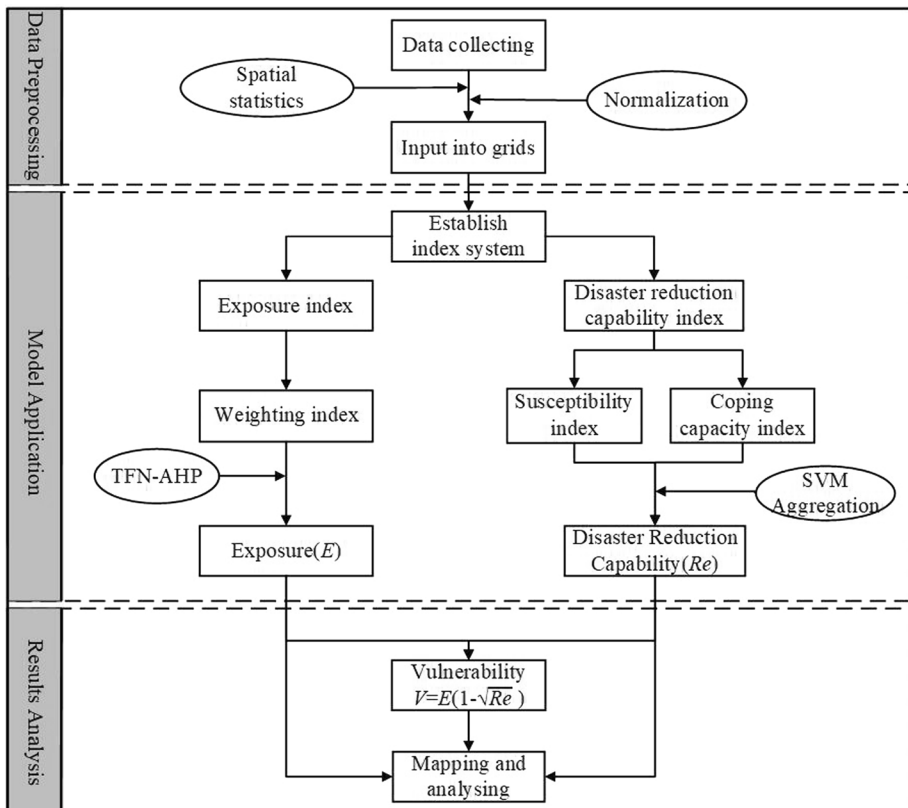 Data Preprocessing
Data collecting
Spatial
statistics
Normalization
Input into grids
Model Application
Establish
index system
Exposure index
Disaster reduction
capability index
Weighting index
Susceptibility
index
Coping
capacity index
TFN-AHP
SVM
Aggregation
Exposure(E)
Disaster Reduction
Capability(Re)
Results Analysis
Vulnerability
V=E(1-√Re )
Mapping and
analysing